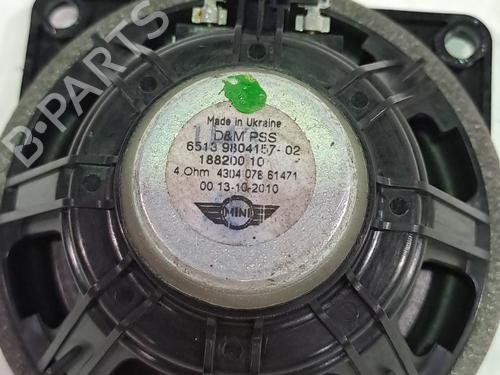 B-PARTS
Made in Ukraine
D&M PSS
6513 9804157-02
188200 10
4 Ohm 4304 078 61471
00 13-10-2010
MINI